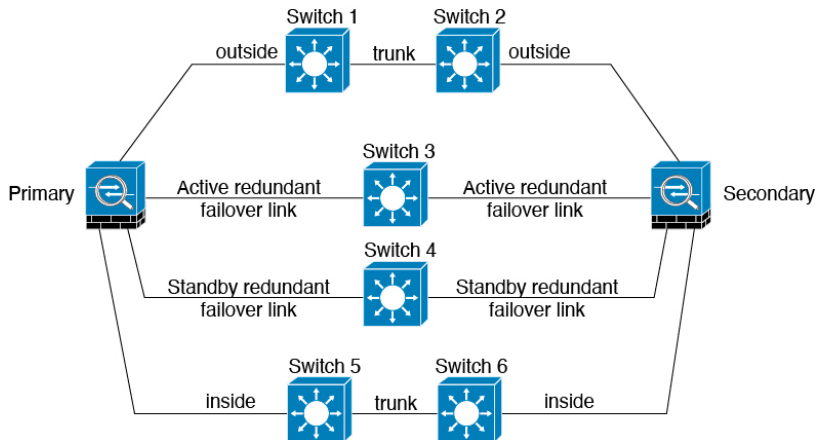 Switch 1
Switch 2
outside
trunk
outside
Switch 3
Primary
Active redundant
failover link
Active redundant
failover link
Secondary
Switch 4
Standby redundant
failover link
Standby redundant
failover link
Switch 5
Switch 6
inside
trunk
inside